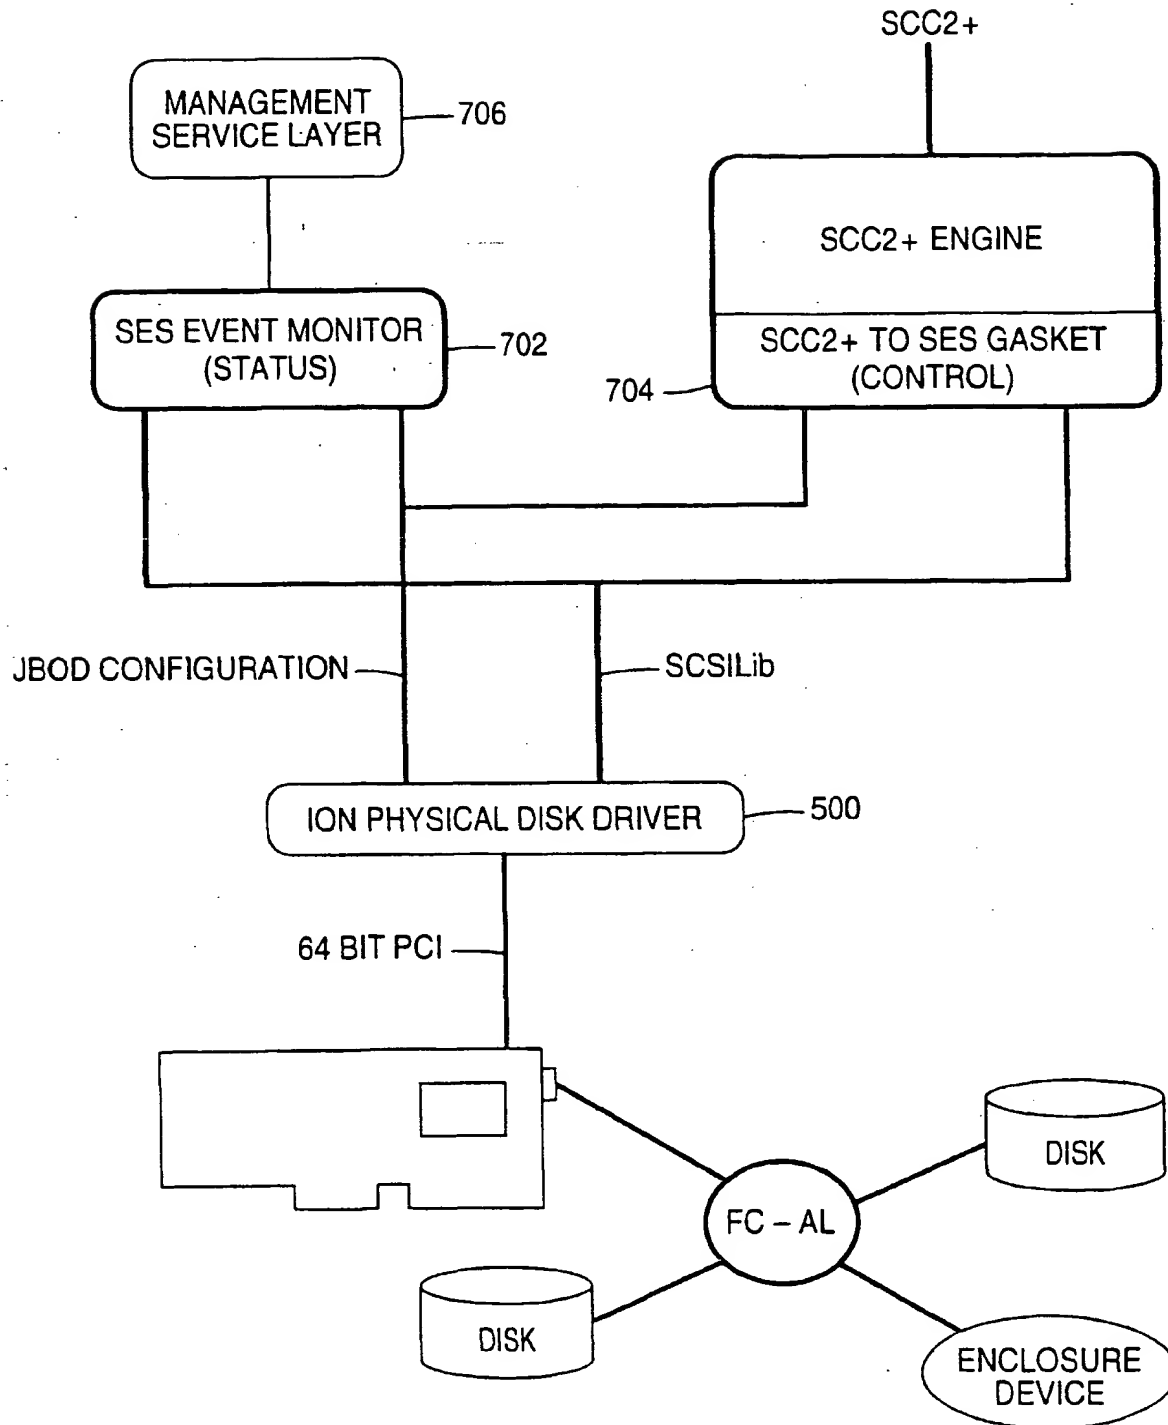 SCC2+
MANAGEMENT
SERVICE LAYER
706
SCC2+ ENGINE
SES EVENT MONITOR
(STATUS)
702
SCC2+ TO SES GASKET
(CONTROL)
704
JBOD CONFIGURATION
SCSILib
ION PHYSICAL DISK DRIVER
500
64 BIT PCI
DISK
FC – AL
DISK
ENCLOSURE
DEVICE